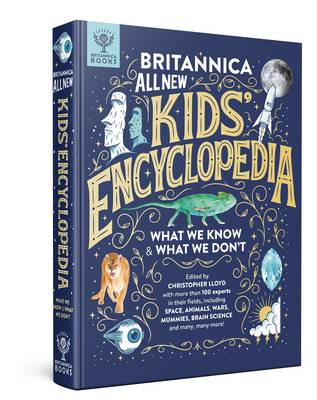 BRITANNICA
BOOKS
BRITANNICA
ALL NEW
KIDS'
ENCYCLOPEDIA
WHAT WE KNOW
& WHAT WE DON'T
Edited by
CHRISTOPHER LLOYD
with more than 100 experts
in their fields, including
SPACE, ANIMALS, WARS,
MUMMIES, BRAIN SCIENCE
and many, many more!
BRITANNICA
ALL NEW
KIDS' ENCYCLOPEDIA
WHAT WE
KNOW & WHAT
WE DON'T
BRITANNICA
BOOKS